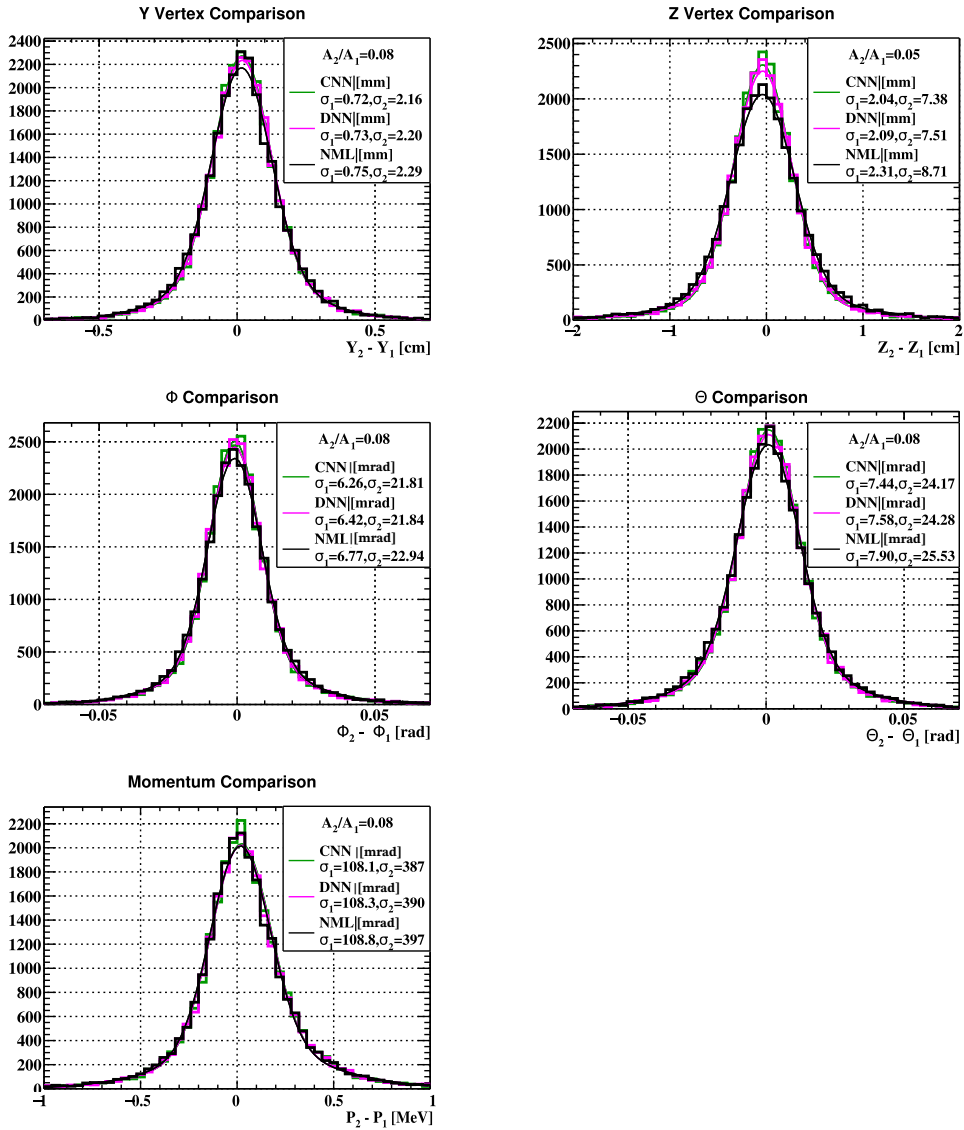 Y Vertex Comparison
A2/A1=0.08
CNN|[mm]
σ1=0.72,σ2=2.16
DNN|[mm]
σ1=0.73,σ2=2.20
NML|[mm]
σ1=0.75,σ2=2.29
2400
2200
2000
1800
1600
1400
1200
1000
800
600
400
200
0
−0.5 0 0.5
Y2 - Y1 [cm]
Z Vertex Comparison
A2/A1=0.05
CNN|[mm]
σ1=2.04,σ2=7.38
DNN|[mm]
σ1=2.09,σ2=7.51
NML|[mm]
σ1=2.31,σ2=8.71
2500
2000
1500
1000
500
0
−2 −1 0 1 2
Z2 - Z1 [cm]
Φ Comparison
A2/A1=0.08
CNN |[mrad]
σ1=6.26,σ2=21.81
DNN|[mrad]
σ1=6.42,σ2=21.84
NML|[mrad]
σ1=6.77,σ2=22.94
2500
2000
1500
1000
500
0
−0.05 0 0.05
Φ2 - Φ1 [rad]
Θ Comparison
A2/A1=0.08
CNN|[mrad]
σ1=7.44,σ2=24.17
DNN|[mrad]
σ1=7.58,σ2=24.28
NML|[mrad]
σ1=7.90,σ2=25.53
2200
2000
1800
1600
1400
1200
1000
800
600
400
200
0
−0.05 0 0.05
Θ2 - Θ1 [rad]
Momentum Comparison
A2/A1=0.08
CNN |[mrad]
σ1=108.1,σ2=387
DNN |[mrad]
σ1=108.3,σ2=390
NML|[mrad]
σ1=108.8,σ2=397
2200
2000
1800
1600
1400
1200
1000
800
600
400
200
0
−1 −0.5 0 0.5 1
P2 - P1 [MeV]